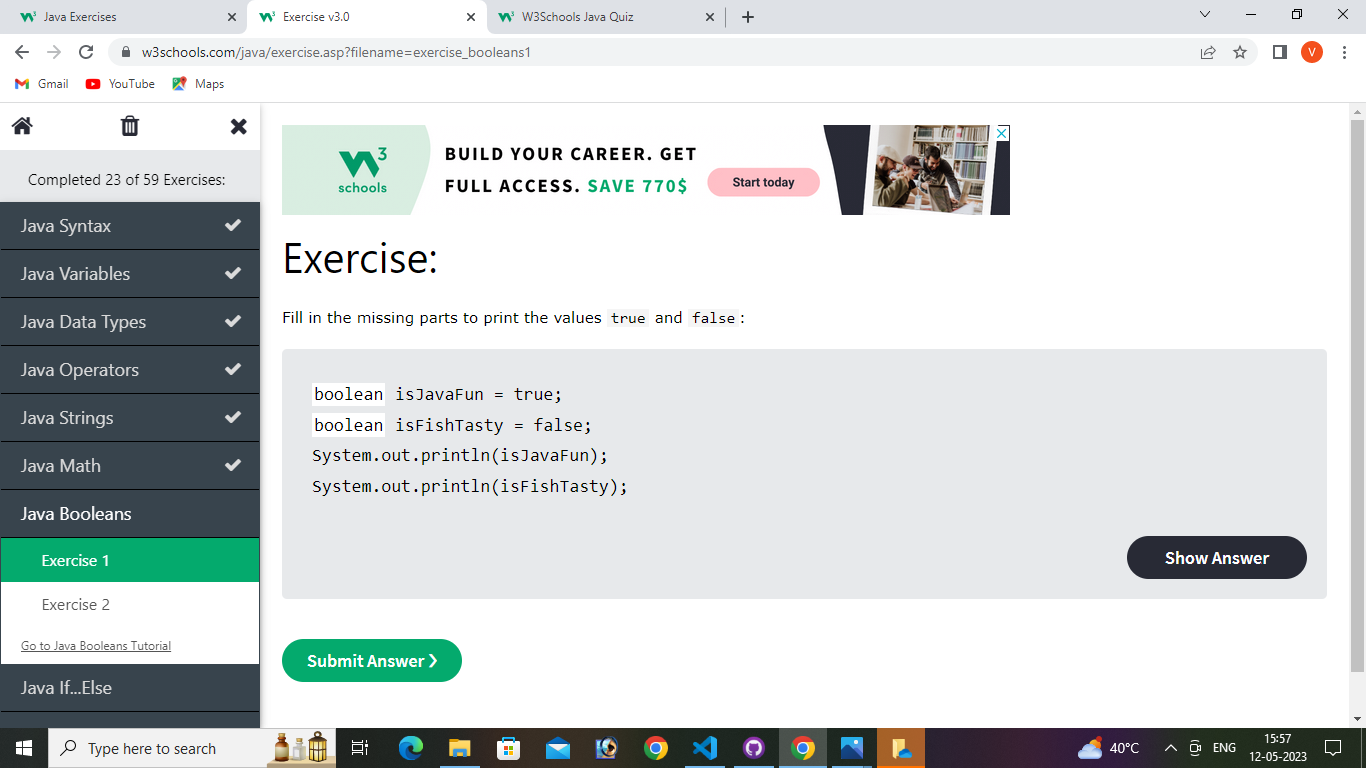 Java Exercises
Exercise v3.0
W3Schools Java Quiz
w3schools.com/java/exercise.asp?filename=exercise_booleans1
V
Gmail
YouTube
Maps
Completed 23 of 59 Exercises:
Java Syntax
Java Variables
Java Data Types
Java Operators
Java Strings
Java Math
Java Booleans
Exercise 1
Exercise 2
Go to Java Booleans Tutorial
Java If...Else
W3
schools
BUILD YOUR CAREER. GET
FULL ACCESS. SAVE 770$
Start today
Exercise:
Fill in the missing parts to print the values true and false:
boolean isJavaFun = true;
boolean isFishTasty = false;
System.out.println(isJavaFun);
System.out.println(isFishTasty);
Show Answer
Submit Answer ❯
Type here to search
40°C
ENG
15:57
12-05-2023